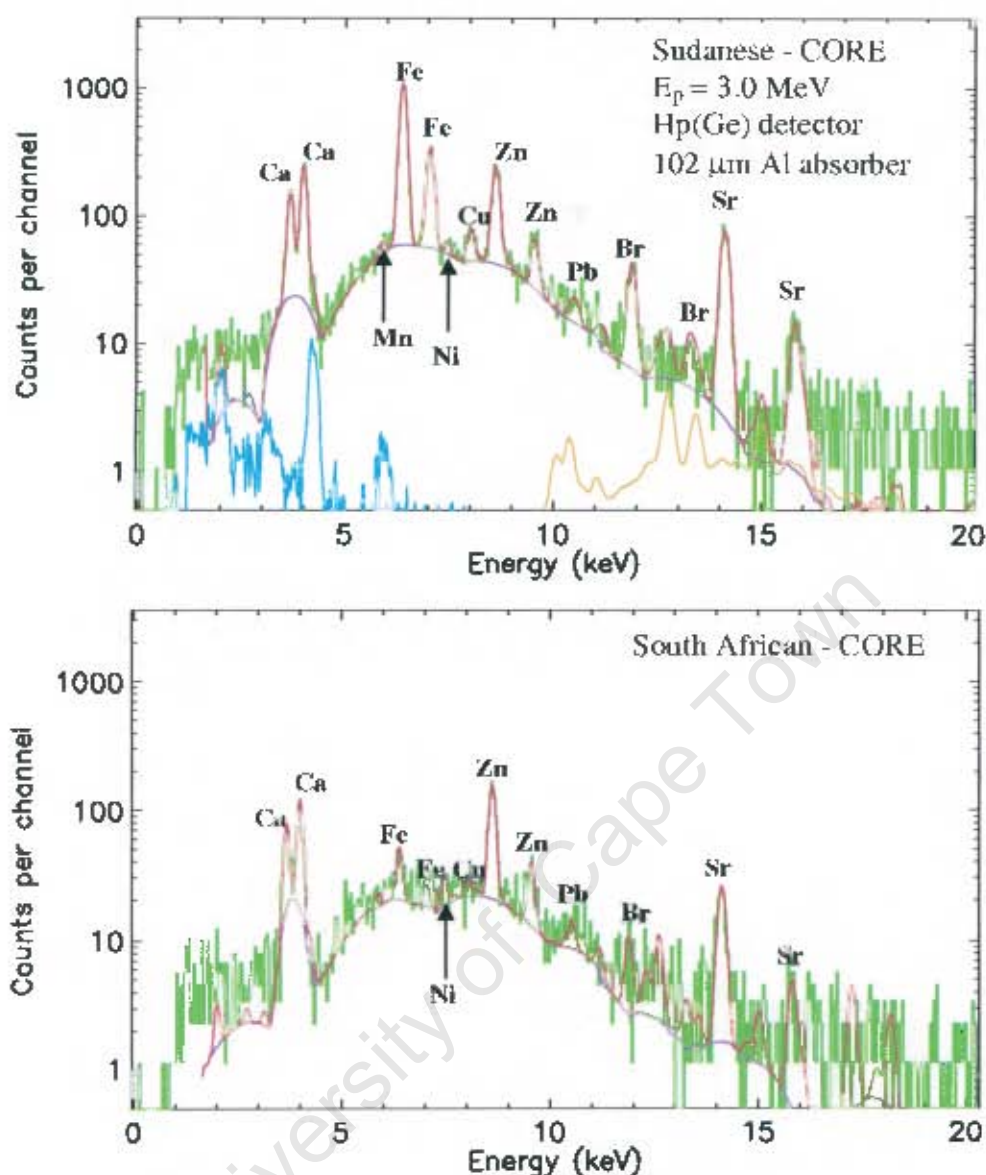 Sudanese - CORE
E_p = 3.0 MeV
Hp(Ge) detector
102 μm Al absorber
Counts per channel
1000
100
10
1
Ca
Ca
Fe
Fe
Cu
Zn
Zn
Pb
Br
Br
Sr
Sr
Mn
Ni
0 5 10 15 20
Energy (keV)
South African - CORE
Counts per channel
1000
100
10
1
Ca
Ca
Fe
Fe
Cu
Zn
Zn
Pb
Br
Sr
Sr
Ni
0 5 10 15 20
Energy (keV)
University of Cape Town